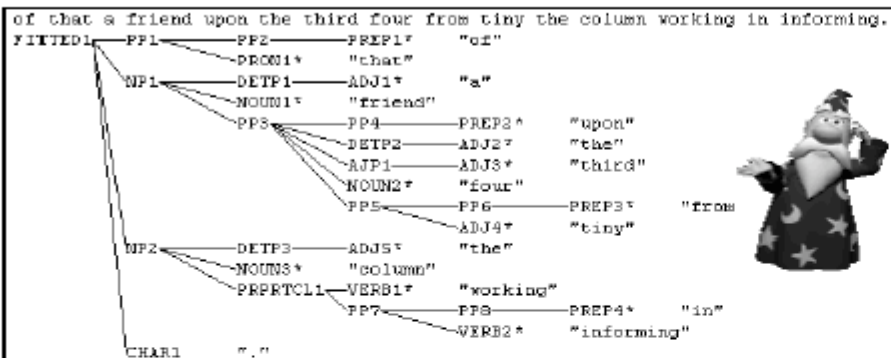 of that a friend upon the third four from tiny the column working in informing.
FITTED1 PP1 PP2 PREP1* "of"
PRON1* "that"
NP1 DETP1 ADJ1* "a"
NOUN1* "friend"
PP3 PP4 PREP2* "upon"
DETP2 ADJ2* "the"
AJP1 ADJ3* "third"
NOUN2* "four"
PP5 PP6 PREP3* "from
ADJ4* "tiny"
NP2 DETP3 ADJ5* "the"
NOUN3* "column"
PRPRTCL1 VERB1* "working"
PP7 PP8 PREP4* "in"
VERB2* "informing"
CHAR1 "."